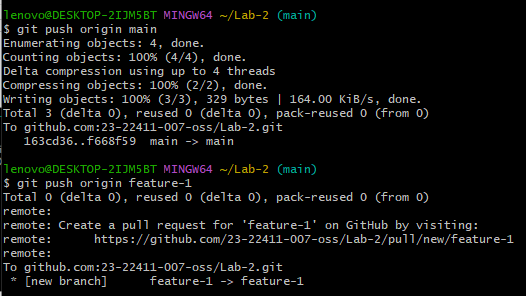 lenovo@DESKTOP-2IJM5BT MINGW64 ~/Lab-2 (main)
$ git push origin main
Enumerating objects: 4, done.
Counting objects: 100% (4/4), done.
Delta compression using up to 4 threads
Compressing objects: 100% (2/2), done.
Writing objects: 100% (3/3), 329 bytes | 164.00 KiB/s, done.
Total 3 (delta 0), reused 0 (delta 0), pack-reused 0 (from 0)
To github.com:23-22411-007-oss/Lab-2.git
   163cd36..f668f59  main -> main

lenovo@DESKTOP-2IJM5BT MINGW64 ~/Lab-2 (main)
$ git push origin feature-1
Total 0 (delta 0), reused 0 (delta 0), pack-reused 0 (from 0)
remote:
remote: Create a pull request for 'feature-1' on GitHub by visiting:
remote:      https://github.com/23-22411-007-oss/Lab-2/pull/new/feature-1
remote:
To github.com:23-22411-007-oss/Lab-2.git
 * [new branch]      feature-1 -> feature-1